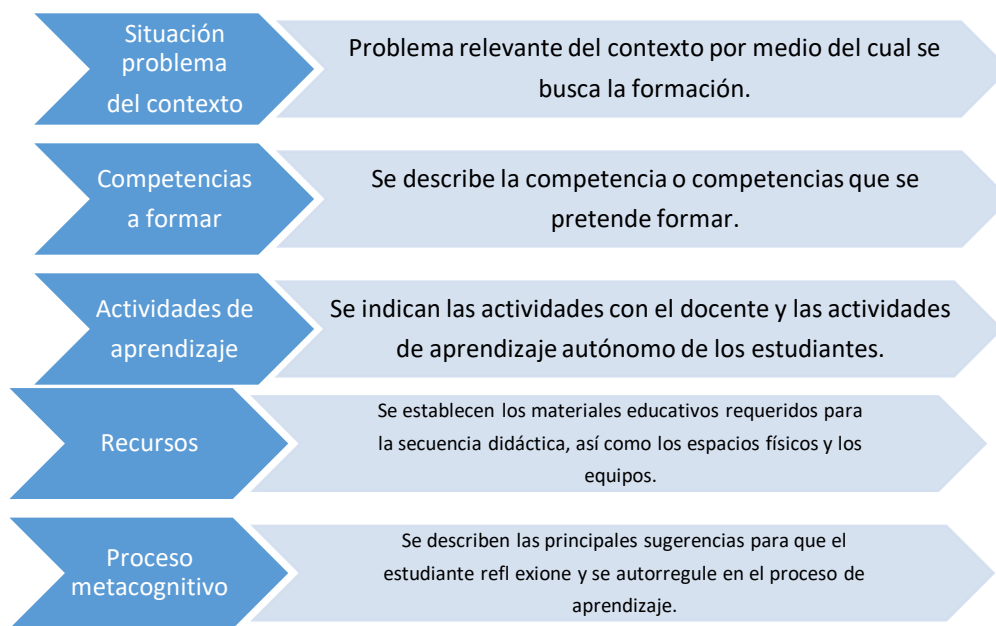 Situación
problema
del contexto
Problema relevante del contexto por medio del cual se
busca la formación.
Competencias
a formar
Se describe la competencia o competencias que se
pretende formar.
Actividades de
aprendizaje
Se indican las actividades con el docente y las actividades
de aprendizaje autónomo de los estudiantes.
Recursos
Se establecen los materiales educativos requeridos para
la secuencia didáctica, así como los espacios físicos y los
equipos.
Proceso
metacognitivo
Se describen las principales sugerencias para que el
estudiante refl exione y se autorregule en el proceso de
aprendizaje.